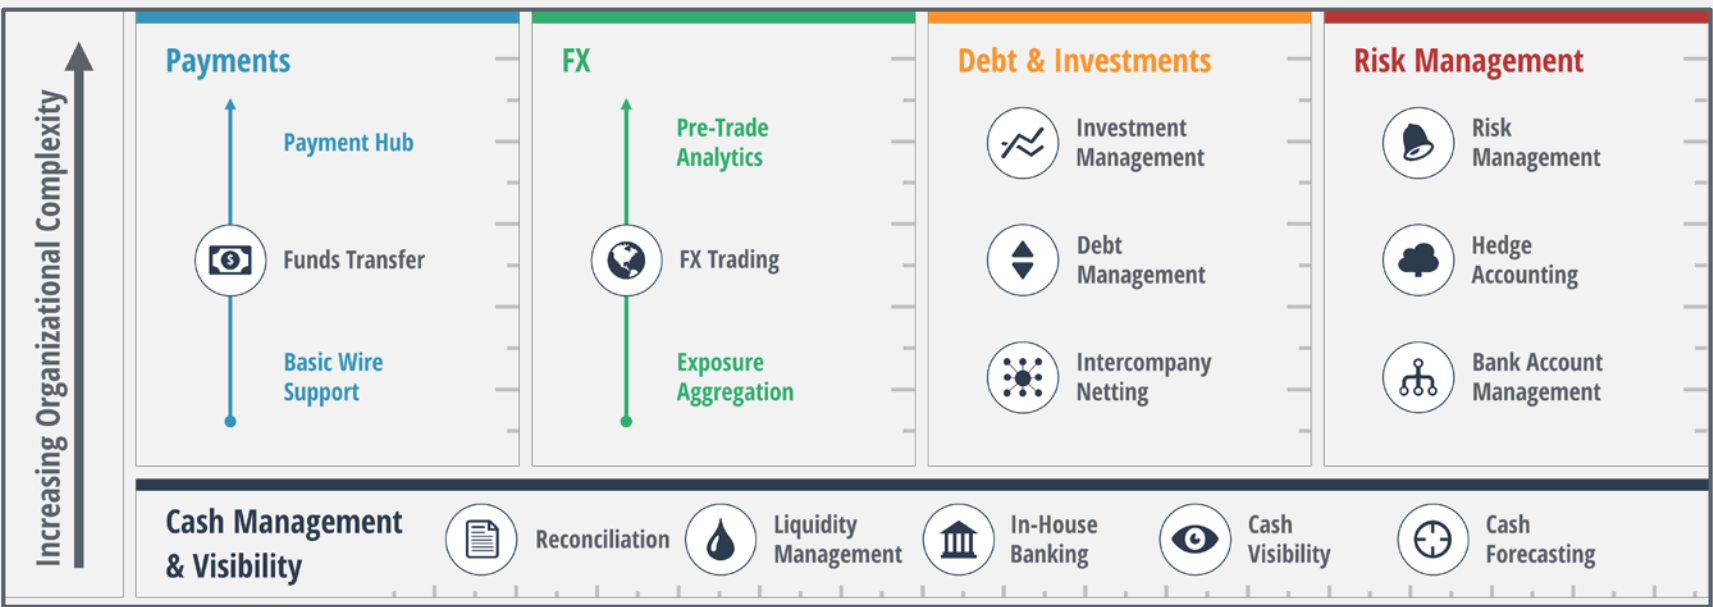 Increasing Organizational Complexity
Payments
Payment Hub
Funds Transfer
Basic Wire
Support
FX
Pre-Trade
Analytics
FX Trading
Exposure
Aggregation
Debt & Investments
Investment
Management
Debt
Management
Intercompany
Netting
Risk Management
Risk
Management
Hedge
Accounting
Bank Account
Management
Cash Management
& Visibility
Reconciliation
Liquidity
Management
In-House
Banking
Cash
Visibility
Cash
Forecasting